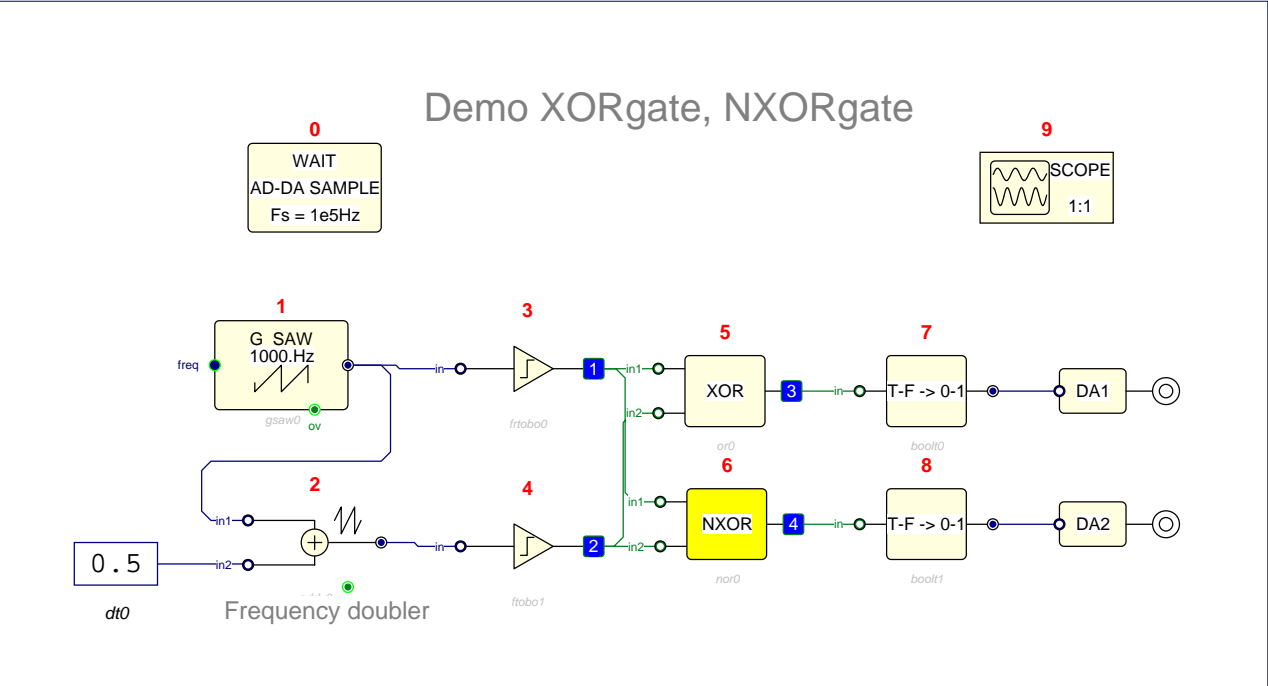 Demo XORgate, NXORgate
0
WAIT
AD-DA SAMPLE
Fs = 1e5Hz
9
SCOPE
1:1
1
G SAW
1000.Hz
freq
gsaw0
ov
3
in
frtobo0
1
5
in1
in2
XOR
or0
3
7
in
T-F -> 0-1
boolt0
DA1
2
in1
in2
0.5
dt0
Frequency doubler
4
in
ftobo1
2
6
in1
in2
NXOR
nor0
4
8
in
T-F -> 0-1
boolt1
DA2